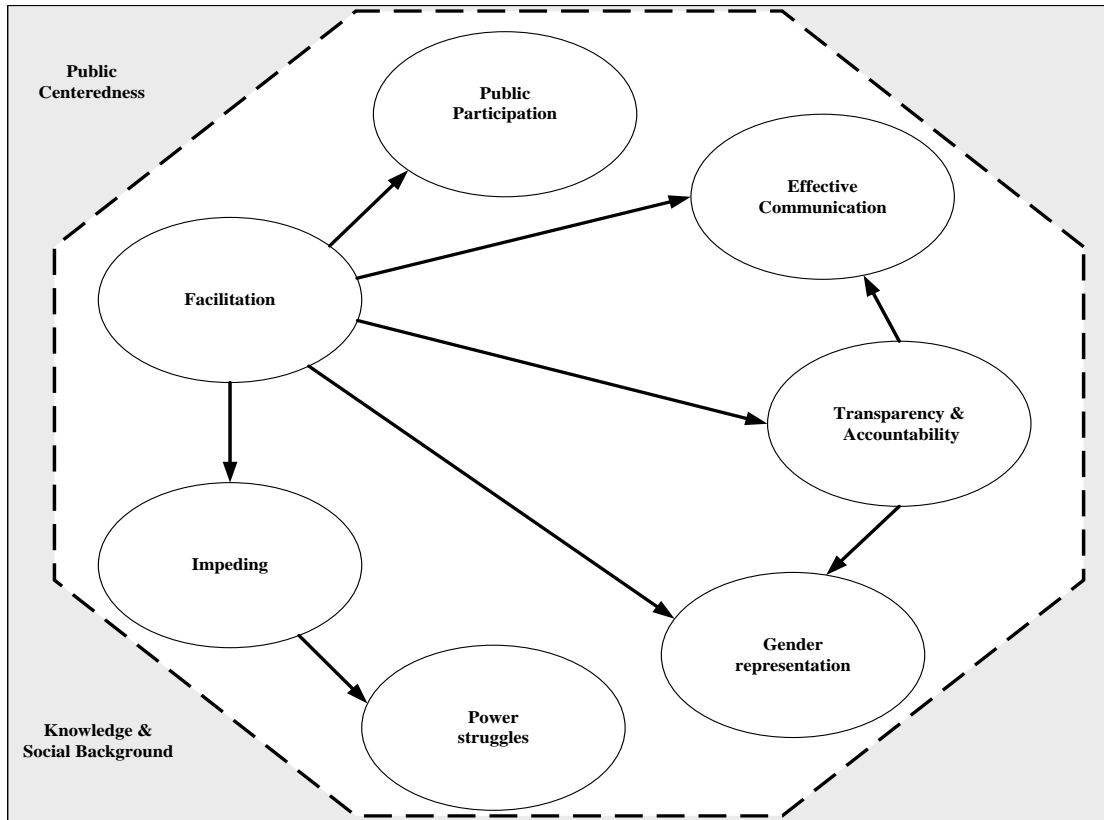 Public
Centeredness
Public
Participation
Effective
Communication
Facilitation
Transparency &
Accountability
Impeding
Gender
representation
Power
struggles
Knowledge &
Social Background